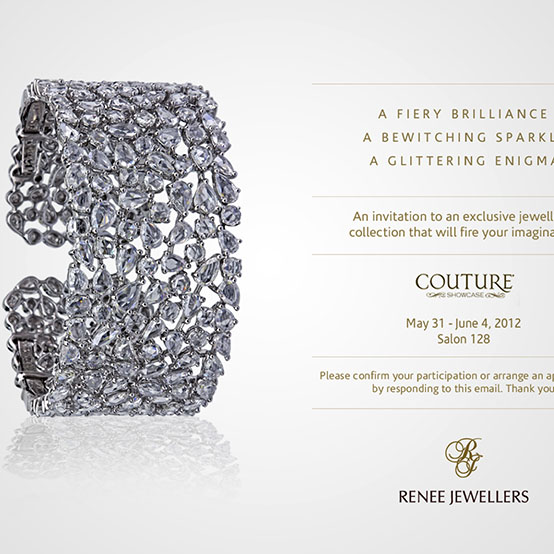 A FIERY BRILLIANCE
A BEWITCHING SPARKL
A GLITTERING ENIGMA
An invitation to an exclusive jewell
collection that will fire your imagina
COUTURE
SHOWCASE
May 31 - June 4, 2012
Salon 128
Please confirm your participation or arrange an ap
by responding to this email. Thank you
RJ
RENEE JEWELLERS